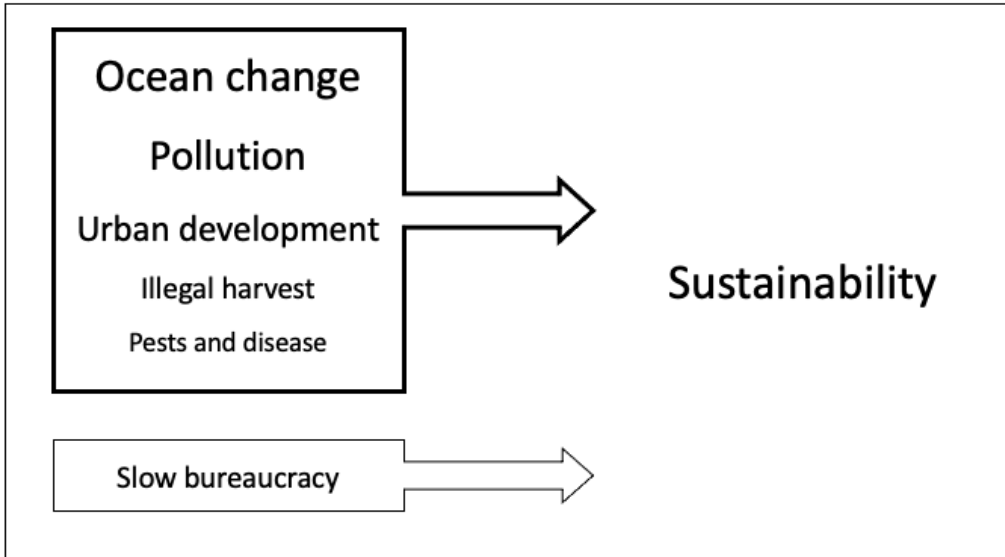 Ocean change
Pollution
Urban development
Illegal harvest
Pests and disease
Sustainability
Slow bureaucracy